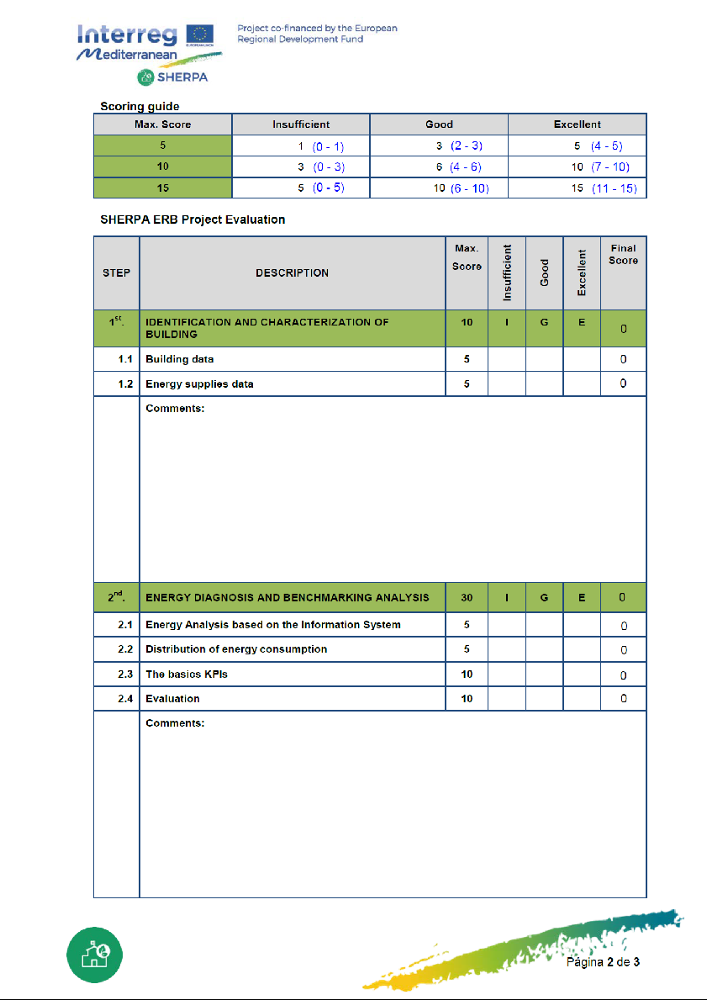 Interreg
EUROPEAN UNION
Mediterranean
SHERPA
Project co-financed by the European
Regional Development Fund
Scoring guide
Max. Score Insufficient Good Excellent
5 1 (0 - 1) 3 (2 - 3) 5 (4 - 5)
10 3 (0 - 3) 6 (4 - 6) 10 (7 - 10)
15 5 (0 - 5) 10 (6 - 10) 15 (11 - 15)
SHERPA ERB Project Evaluation
STEP DESCRIPTION Max. Score Insufficient Good Excellent Final Score
1st. IDENTIFICATION AND CHARACTERIZATION OF 10 I G E 0
BUILDING
1.1 Building data 5 0
1.2 Energy supplies data 5 0
Comments:
2nd. ENERGY DIAGNOSIS AND BENCHMARKING ANALYSIS 30 I G E 0
2.1 Energy Analysis based on the Information System 5 0
2.2 Distribution of energy consumption 5 0
2.3 The basics KPIs 10 0
2.4 Evaluation 10 0
Comments:
Página 2 de 3